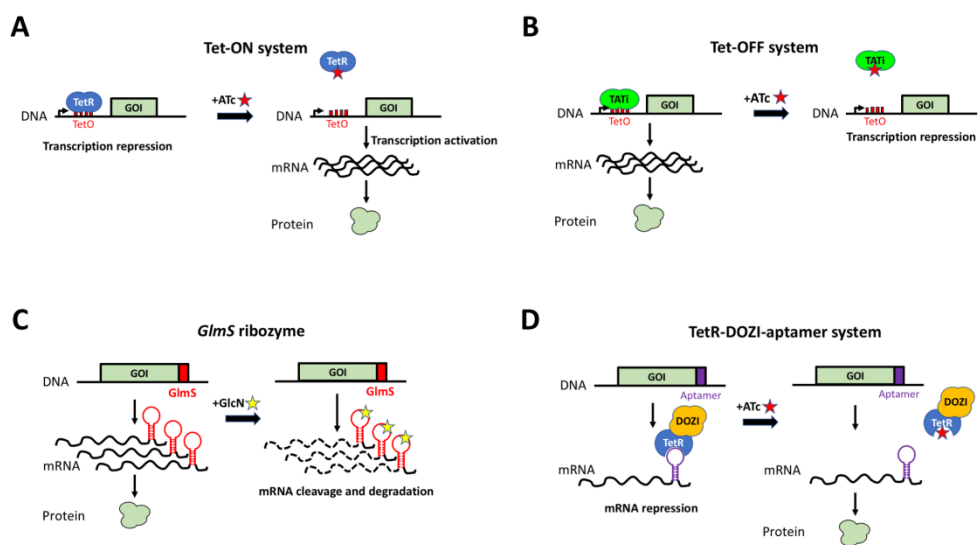 A
Tet-ON system
TetR
TetR
+ATc
GOI
GOI
DNA
DNA
TetO
TetO
Transcription repression
Transcription activation
mRNA
Protein
B
Tet-OFF system
TATi
TATi
+ATc
GOI
GOI
DNA
DNA
TetO
Transcription repression
mRNA
Protein
C
GlmS ribozyme
GOI
GOI
DNA
GlmS
GlmS
+GlcN
mRNA
mRNA cleavage and degradation
Protein
D
TetR-DOZI-aptamer system
GOI
GOI
DNA
Aptamer
Aptamer
+ATc
DOZI
DOZI
TetR
TetR
mRNA
mRNA
mRNA repression
Protein